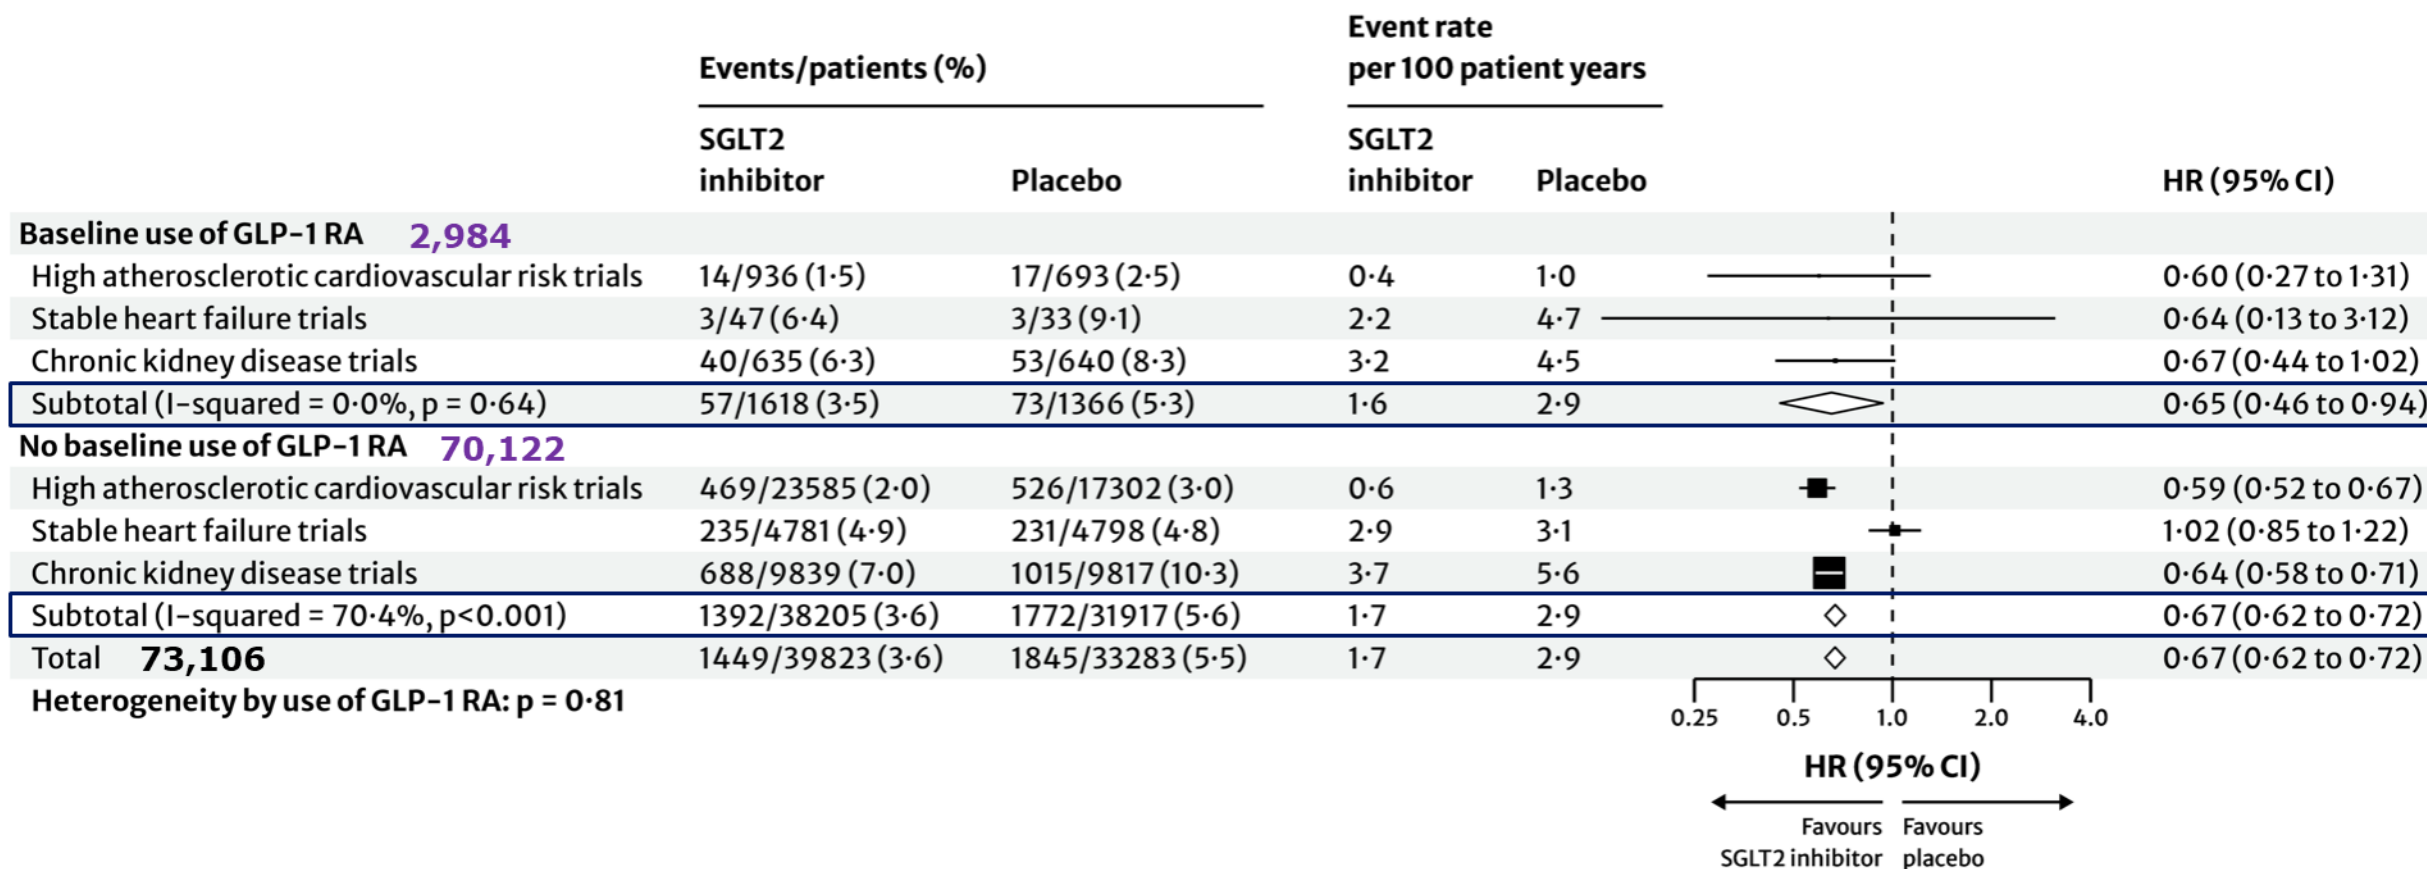 Events/patients (%)
Event rate
per 100 patient years
SGLT2
inhibitor
Placebo
SGLT2
inhibitor
Placebo
HR (95% CI)
Baseline use of GLP-1 RA 2,984
High atherosclerotic cardiovascular risk trials 14/936 (1·5) 17/693 (2·5) 0·4 1·0 0·60 (0·27 to 1·31)
Stable heart failure trials 3/47 (6·4) 3/33 (9·1) 2·2 4·7 0·64 (0·13 to 3·12)
Chronic kidney disease trials 40/635 (6·3) 53/640 (8·3) 3·2 4·5 0·67 (0·44 to 1·02)
Subtotal (I-squared = 0·0%, p = 0·64) 57/1618 (3·5) 73/1366 (5·3) 1·6 2·9 0·65 (0·46 to 0·94)
No baseline use of GLP-1 RA 70,122
High atherosclerotic cardiovascular risk trials 469/23585 (2·0) 526/17302 (3·0) 0·6 1·3 0·59 (0·52 to 0·67)
Stable heart failure trials 235/4781 (4·9) 231/4798 (4·8) 2·9 3·1 1·02 (0·85 to 1·22)
Chronic kidney disease trials 688/9839 (7·0) 1015/9817 (10·3) 3·7 5·6 0·64 (0·58 to 0·71)
Subtotal (I-squared = 70·4%, p<0.001) 1392/38205 (3·6) 1772/31917 (5·6) 1·7 2·9 0·67 (0·62 to 0·72)
Total 73,106 1449/39823 (3·6) 1845/33283 (5·5) 1·7 2·9 0·67 (0·62 to 0·72)
Heterogeneity by use of GLP-1 RA: p = 0·81
0.25 0.5 1.0 2.0 4.0
HR (95% CI)
Favours
SGLT2 inhibitor
Favours
placebo